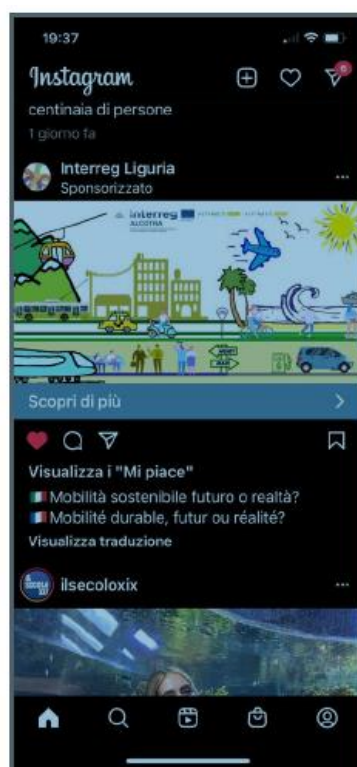 19:37
Instagram
centinaia di persone
1 giorno fa
Interreg Liguria
Sponsorizzato
interreg
ALCOTRA
Scopri di più
Visualizza i "Mi piace"
🇮🇹 Mobilità sostenibile futuro o realtà?
🇫🇷 Mobilité durable, futur ou réalité?
Visualizza traduzione
ilsecoloxix